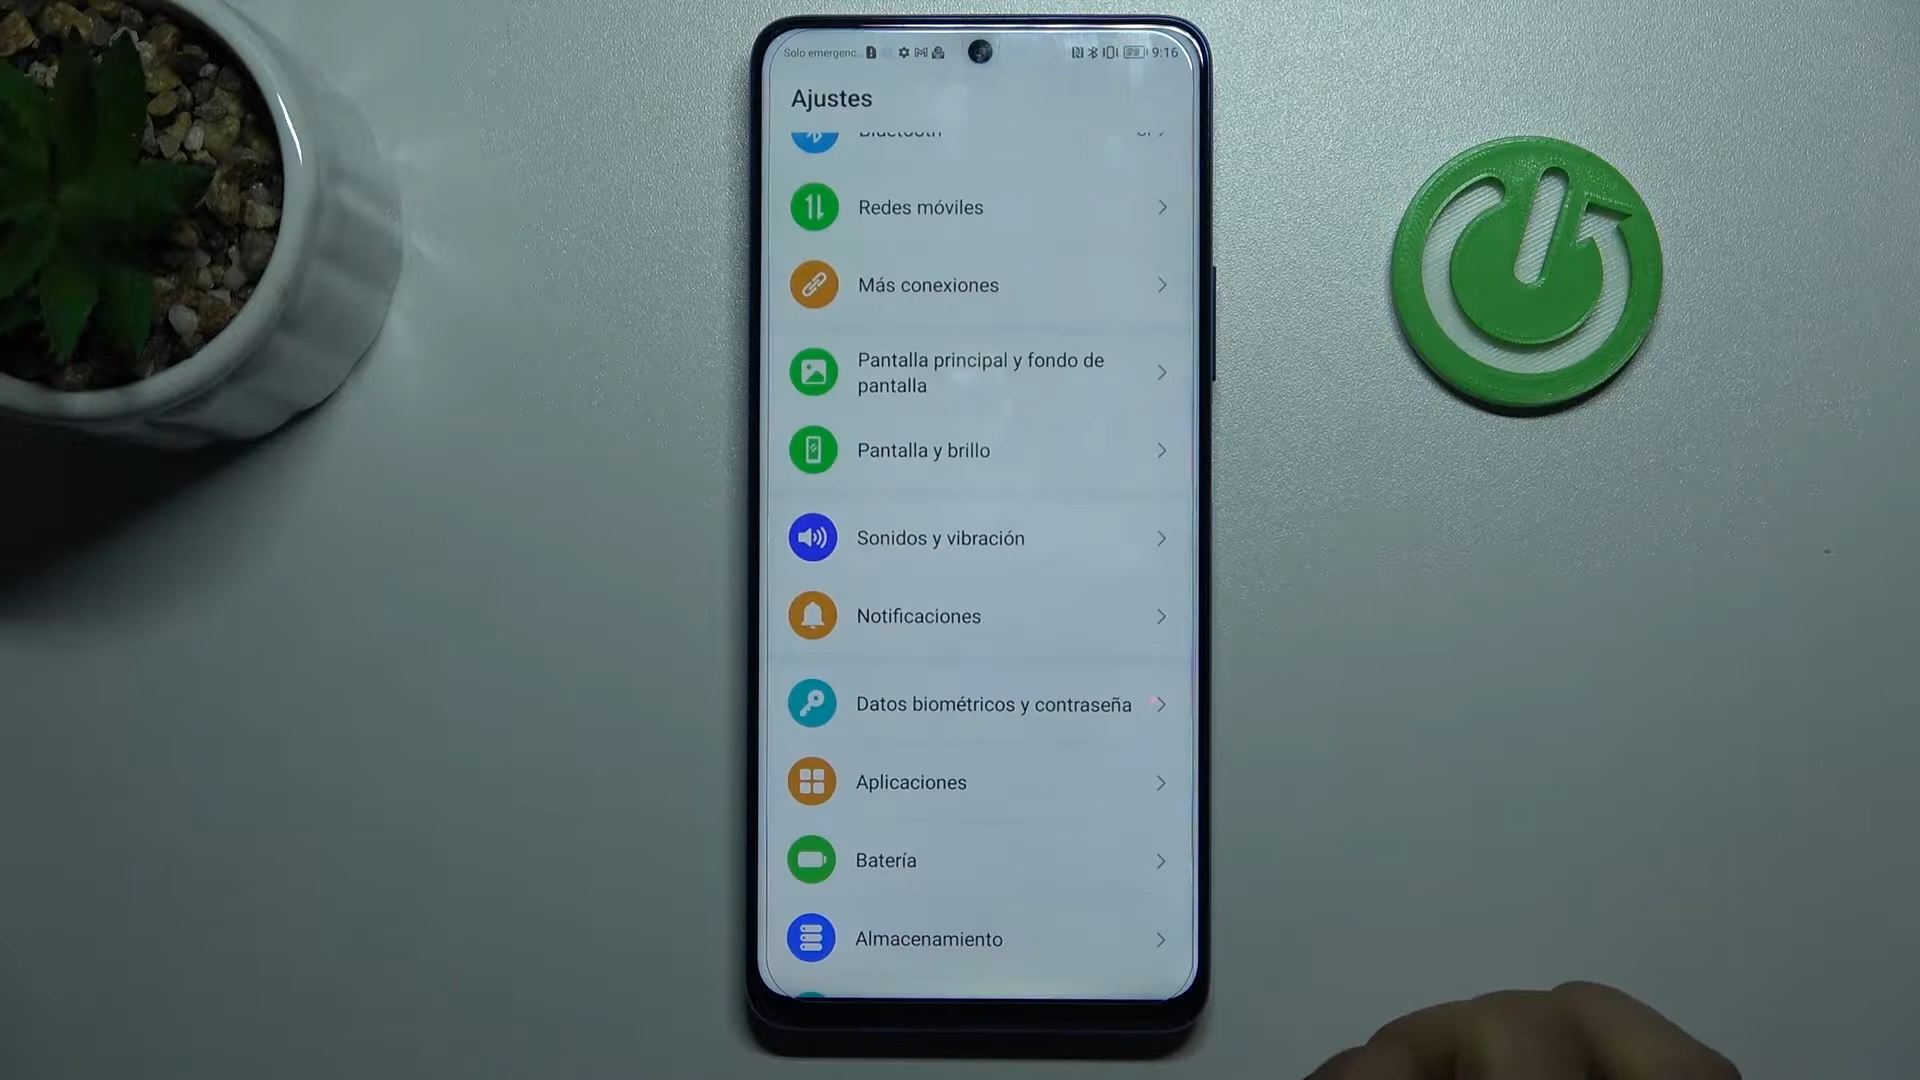 Solo emergenc... 9:16
Ajustes
Bluetooth
Redes móviles
Más conexiones
Pantalla principal y fondo de
pantalla
Pantalla y brillo
Sonidos y vibración
Notificaciones
Datos biométricos y contraseña
Aplicaciones
Batería
Almacenamiento